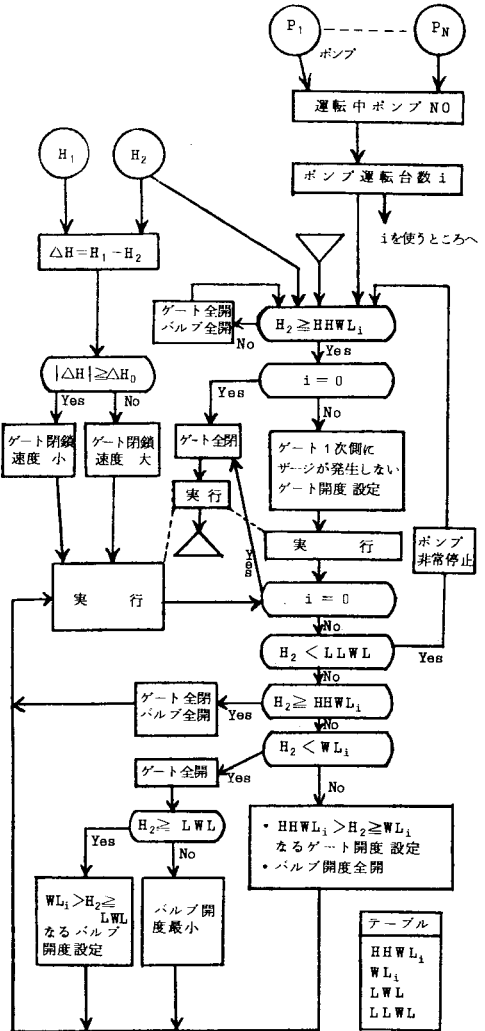 P1
PN
ポンプ
運転中ポンプNO
H1
H2
ポンプ運転台数 i
iを使うところへ
△H=H1-H2
ゲート全開
バルブ全開
H2≧HHWLi
No
Yes
|△H|≧△H0
Yes
i=0
Yes
No
No
ゲート閉鎖
速度 小
ゲート閉鎖
速度 大
ゲート全閉
ゲート1次側に
サージが発生しない
ゲート開度設定
実行
実行
ポンプ
非常停止
Yes
実行
i=0
No
H2<LLWL
Yes
No
ゲート全閉
バルブ全開
Yes
H2≧HHWLi
No
H2<WLi
ゲート全開
Yes
No
H2≧LWL
Yes
No
・HHWLi>H2≧WLi
なるゲート開度設定
・バルブ開度全開
WLi>H2≧
LWL
なるバルブ
開度設定
バルブ開
度最小
テーブル
HHWLi
WLi
LWL
LLWL